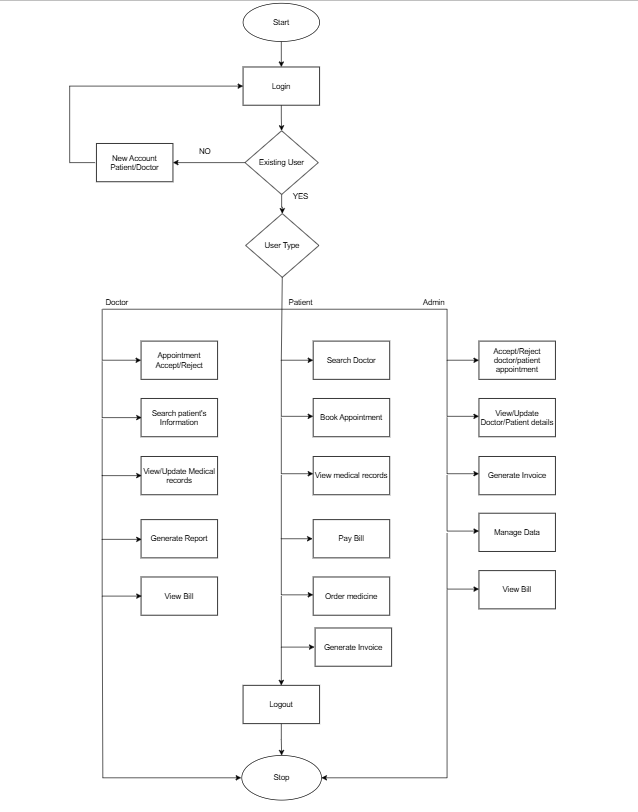 Start
Login
NO
New Account
Patient/Doctor
Existing User
YES
User Type
Doctor
Patient
Admin
Appointment
Accept/Reject
Search Doctor
Accept/Reject
doctor/patient
appointment
Search patient's
Information
Book Appointment
View/Update
Doctor/Patient details
View/Update Medical
records
View medical records
Generate Invoice
Generate Report
Pay Bill
Manage Data
View Bill
Order medicine
View Bill
Generate Invoice
Logout
Stop